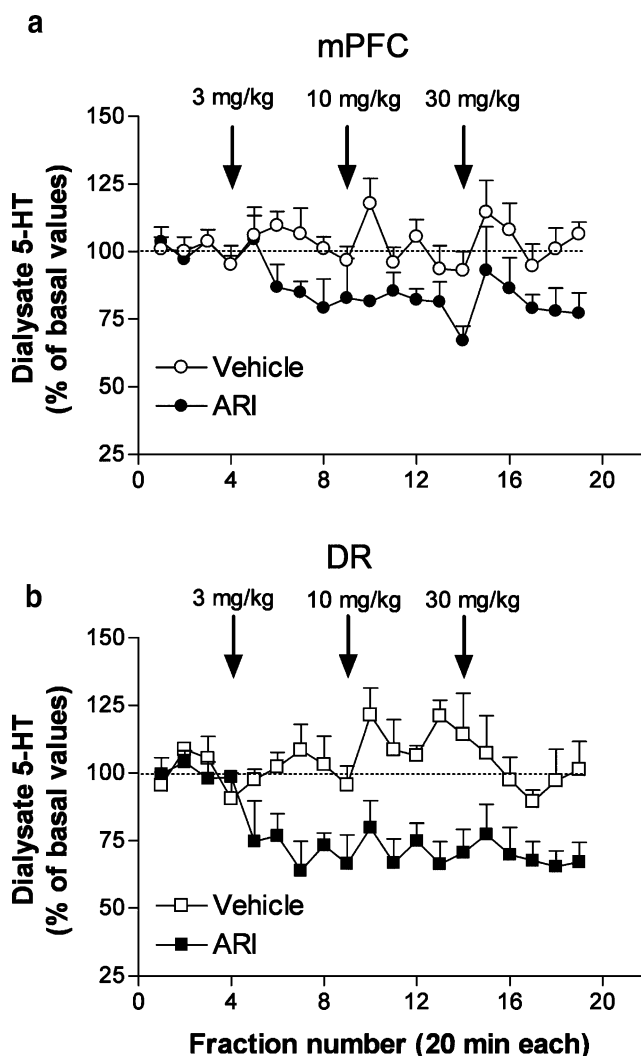 a
mPFC
3 mg/kg 10 mg/kg 30 mg/kg
150
125
100
75
50
25
Dialysate 5-HT
(% of basal values)
Vehicle
ARI
0 4 8 12 16 20
DR
b
3 mg/kg 10 mg/kg 30 mg/kg
150
125
100
75
50
25
Dialysate 5-HT
(% of basal values)
Vehicle
ARI
0 4 8 12 16 20
Fraction number (20 min each)